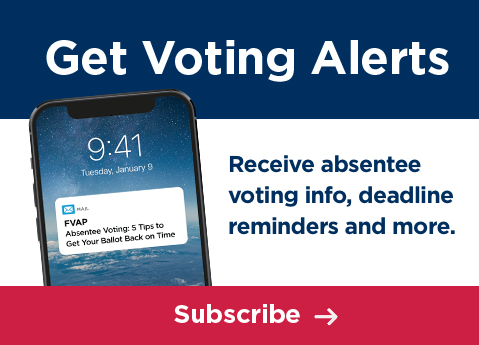 Get Voting Alerts
9:41
Tuesday, January 9
MAIL
FVAP
Absentee Voting: 5 Tips to
Get Your Ballot Back on Time
Receive absentee
voting info, deadline
reminders and more.
Subscribe →